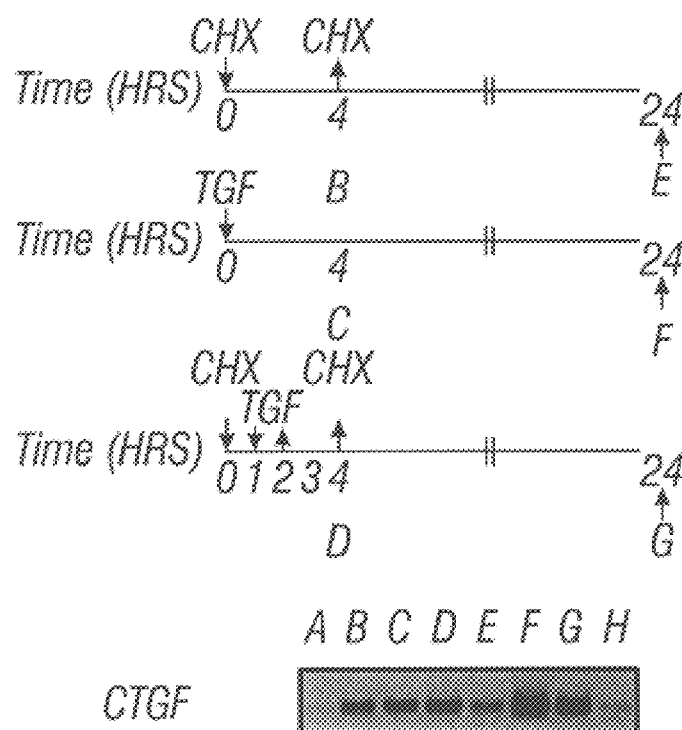 CHX CHX
Time (HRS) 0 4 24
E
TGF B
Time (HRS) 0 4 24
C F
CHX CHX
TGF
Time (HRS) 0 1 2 3 4 24
D G
A B C D E F G H
CTGF